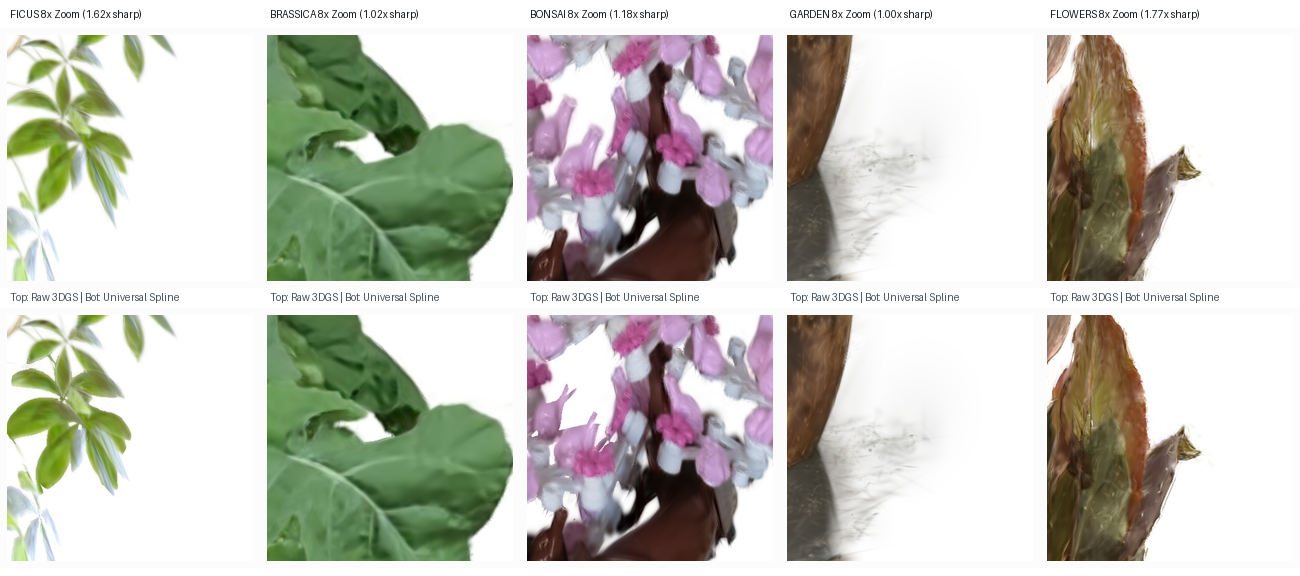 FICUS 8x Zoom (1.62x sharp)
BRASSICA 8x Zoom (1.02x sharp)
BONSAI 8x Zoom (1.18x sharp)
GARDEN 8x Zoom (1.00x sharp)
FLOWERS 8x Zoom (1.77x sharp)
Top: Raw 3DGS | Bot: Universal Spline
Top: Raw 3DGS | Bot: Universal Spline
Top: Raw 3DGS | Bot: Universal Spline
Top: Raw 3DGS | Bot: Universal Spline
Top: Raw 3DGS | Bot: Universal Spline